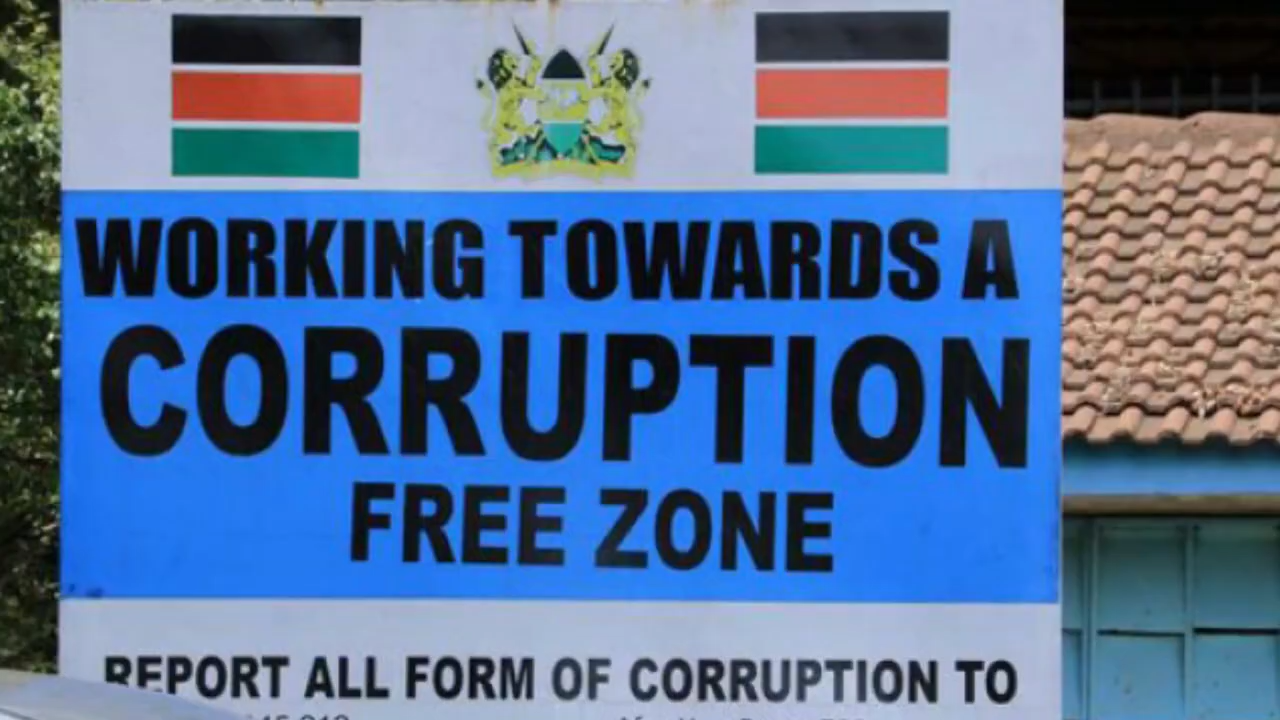 WORKING TOWARDS A
CORRUPTION
FREE ZONE
REPORT ALL FORM OF CORRUPTION TO